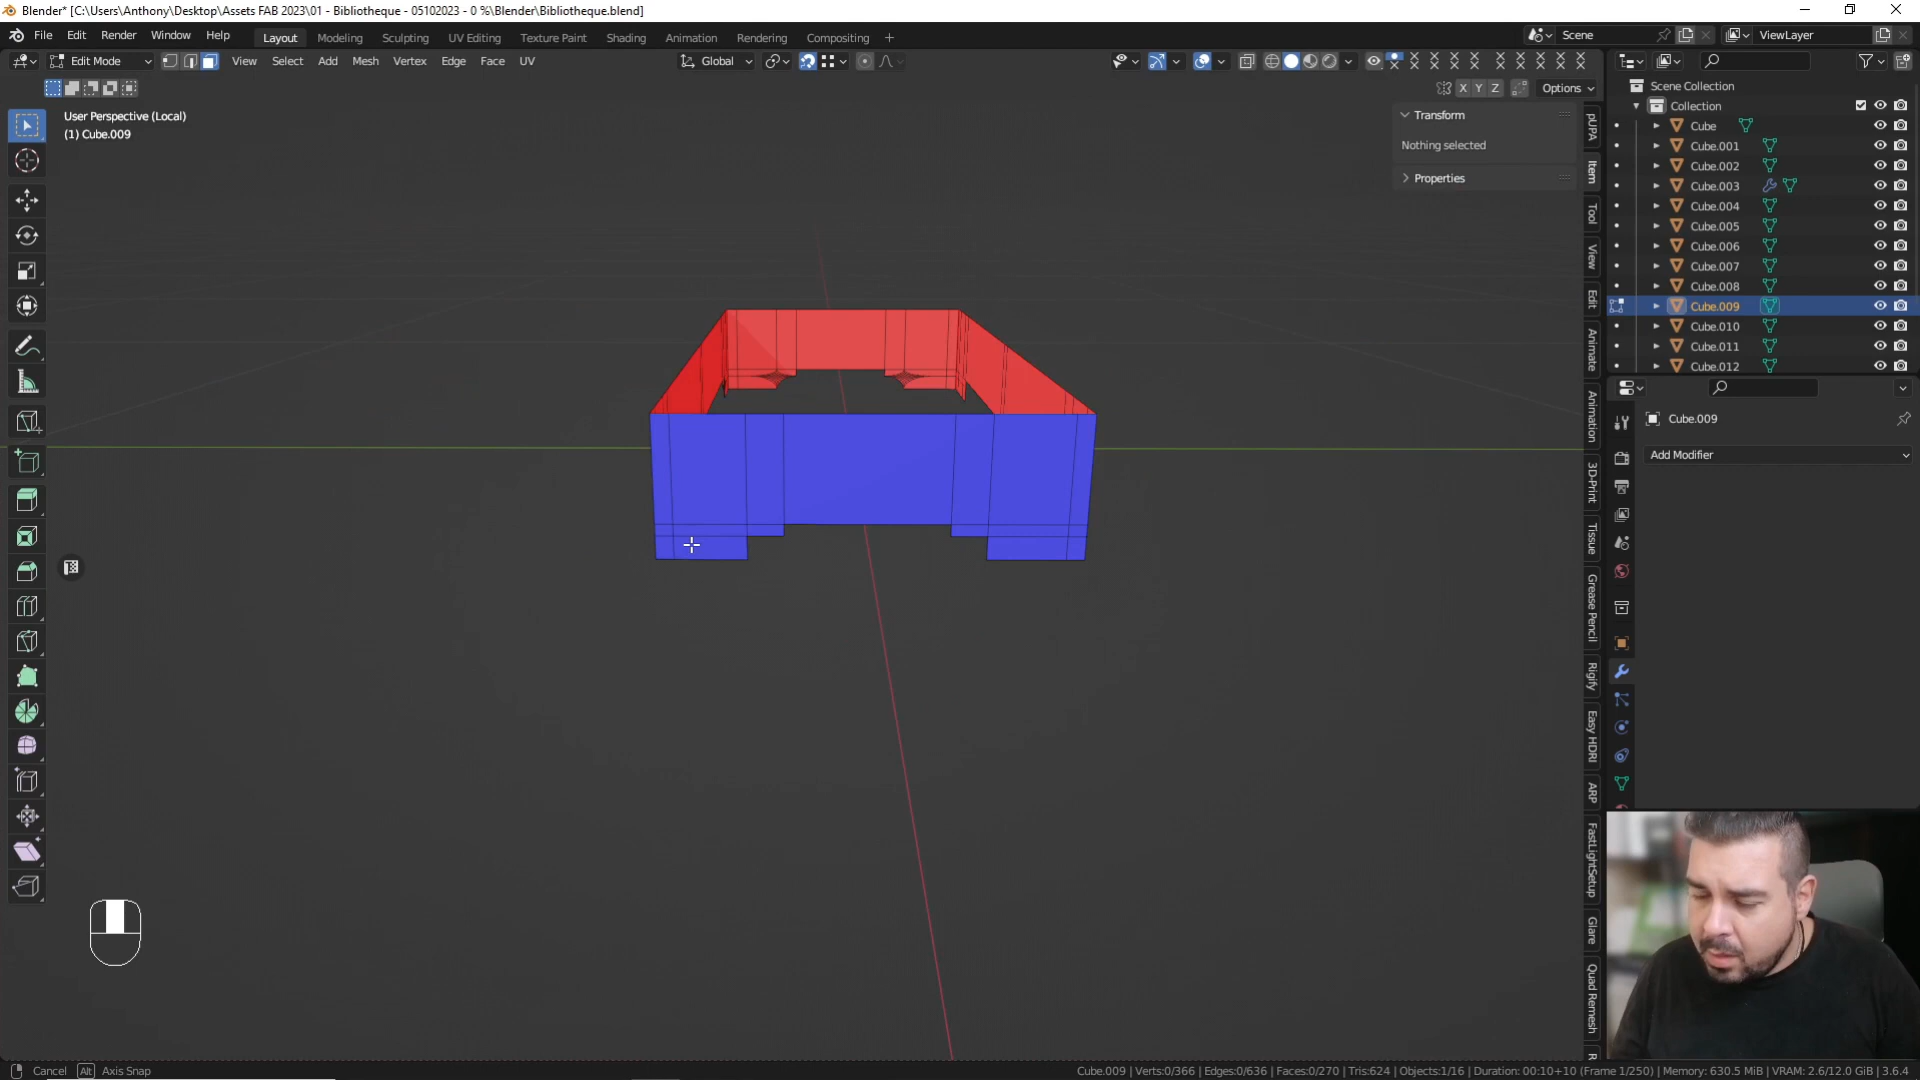 Blender* [C:\Users\Anthony\Desktop\Assets FAB 2023\01 - Bibliotheque - 05102023 - 0 %\Blender\Bibliotheque.blend]
File Edit Render Window Help Layout Modeling Sculpting UV Editing Texture Paint Shading Animation Rendering Compositing + Scene ViewLayer
Edit Mode View Select Add Mesh Vertex Edge Face UV Global
X Y Z Options
User Perspective (Local)
(1) Cube.009
Transform
Nothing selected
Properties
pUPA
Item
Tool
View
Edit
Animate
Animation
3D-Print
Tissue
Grease Pencil
Rigify
Easy HDRI
ARP
FastLightSetup
Glare
Quad Remesh
R
Scene Collection
Collection
Cube
Cube.001
Cube.002
Cube.003
Cube.004
Cube.005
Cube.006
Cube.007
Cube.008
Cube.009
Cube.010
Cube.011
Cube.012
Cube.009
Add Modifier
Cancel Alt Axis Snap
Cube.009 | Verts:0/366 | Edges:0/636 | Faces:0/270 | Tris:624 | Objects:1/16 | Duration: 00:10+10 (Frame 1/250) | Memory: 630.5 MiB | VRAM: 2.6/12.0 GiB | 3.6.4